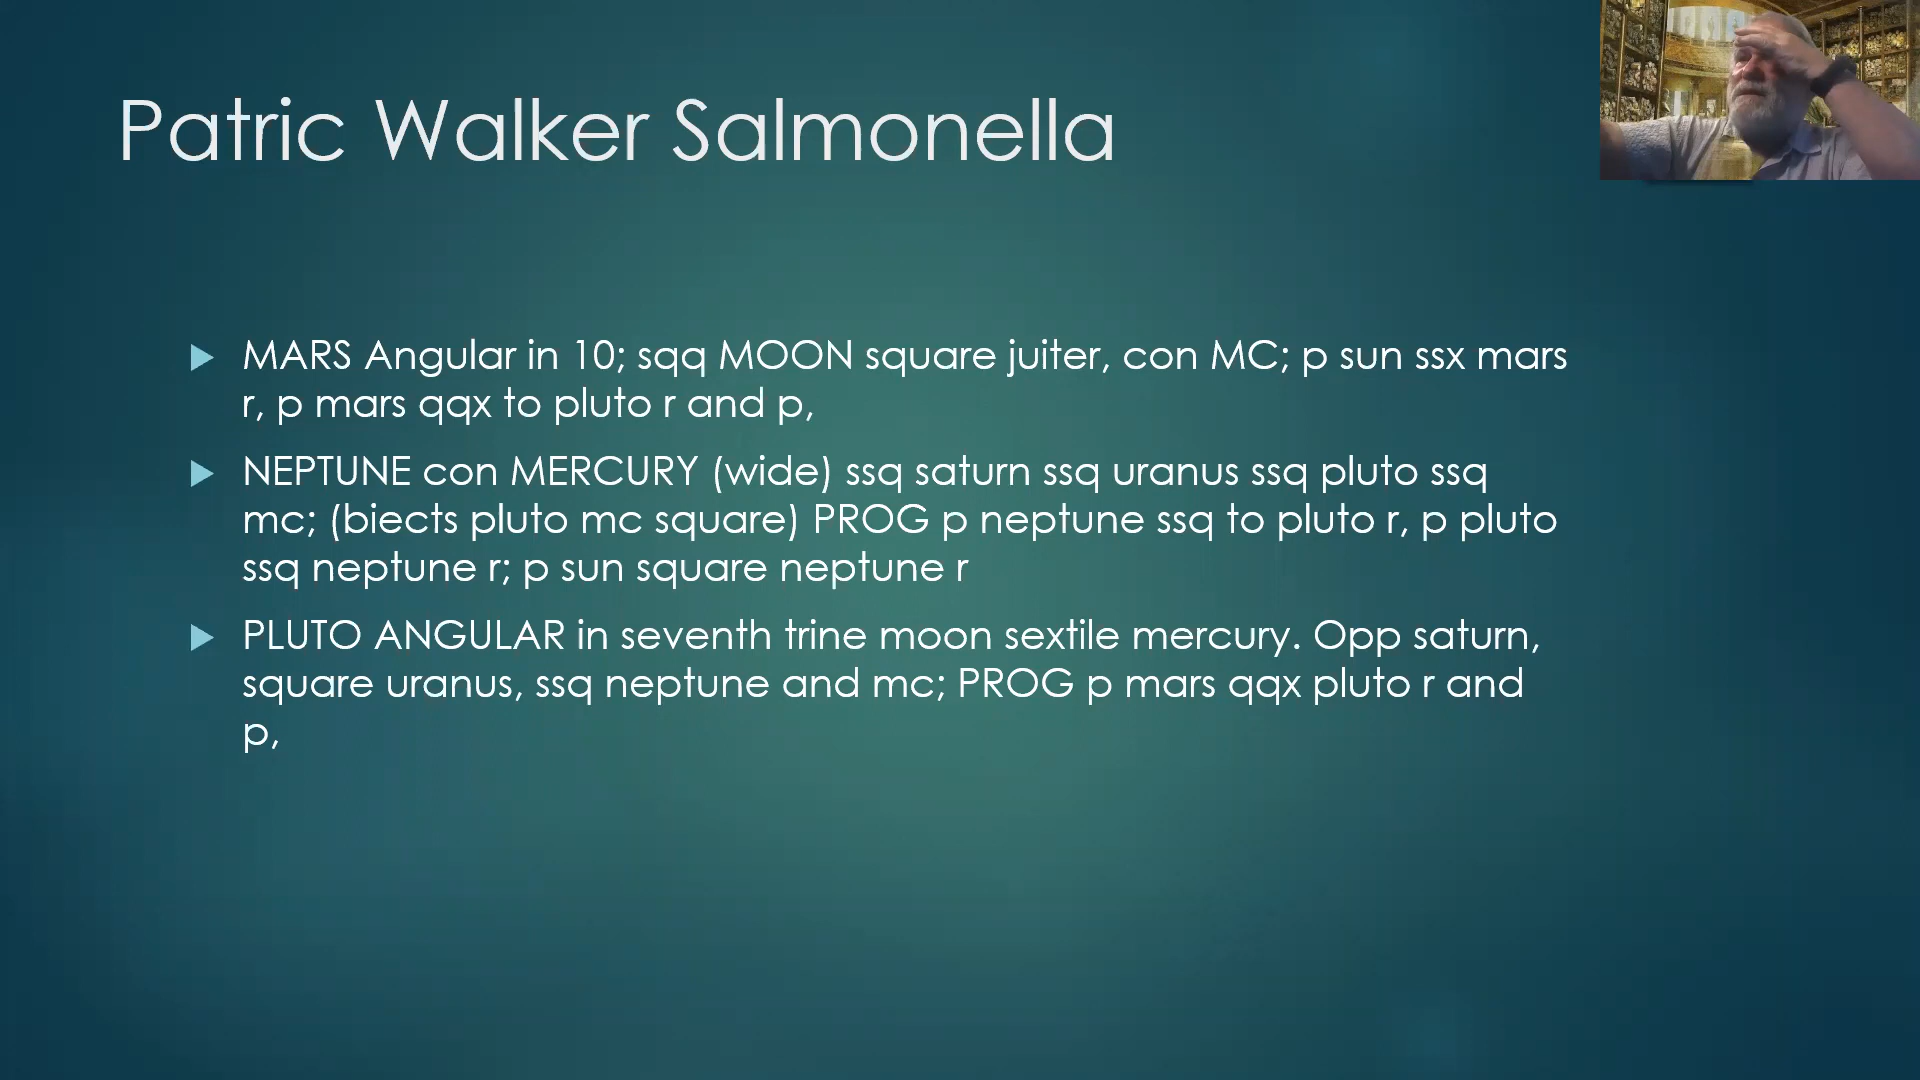 Patric Walker Salmonella
MARS Angular in 10; sqq MOON square juiter, con MC; p sun ssx mars
r, p mars qqx to pluto r and p,
NEPTUNE con MERCURY (wide) ssq saturn ssq uranus ssq pluto ssq
mc; (biects pluto mc square) PROG p neptune ssq to pluto r, p pluto
ssq neptune r; p sun square neptune r
PLUTO ANGULAR in seventh trine moon sextile mercury. Opp saturn,
square uranus, ssq neptune and mc; PROG p mars qqx pluto r and
p,